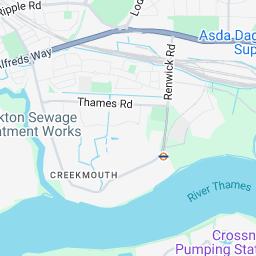 Ripple Rd
Lod
Alfreds Way
Asda Dag
Sup
Renwick Rd
Thames Rd
kton Sewage
atment Works
CREEKMOUTH
River Thames
Crossn
Pumping Stat